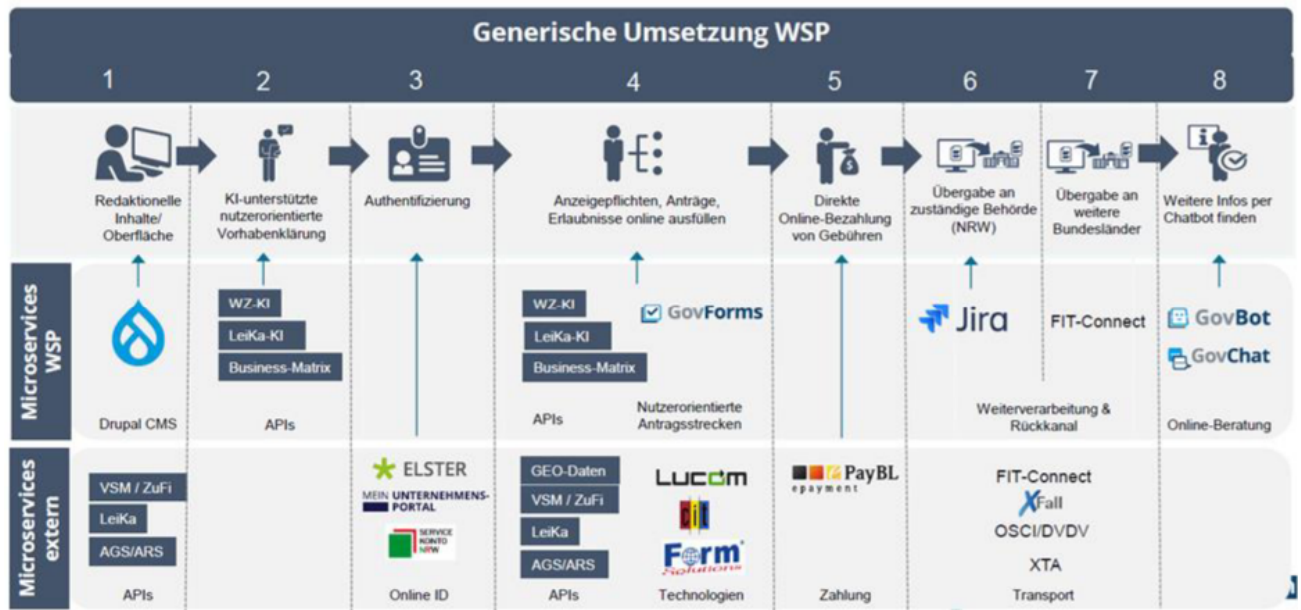 Generische Umsetzung WSP
1
2
3
4
5
6
7
8
Redaktionelle
Inhalte/
Oberfläche
KI-unterstützte
nutzerorientierte
Vorhabenklärung
Authentifizierung
Anzeigepflichten, Anträge,
Erlaubnisse online ausfüllen
Direkte
Online-Bezahlung
von Gebühren
Übergabe an
zuständige Behörde
(NRW)
Übergabe an
weitere
Bundesländer
Weitere Infos per
Chatbot finden
Microservices
WSP
Drupal CMS
WZ-KI
LeiKa-KI
Business-Matrix
APIs
WZ-KI
LeiKa-KI
Business-Matrix
APIs
GovForms
Nutzerorientierte
Antragsstrecken
Jira
FIT-Connect
Weiterverarbeitung &
Rückkanal
GovBot
GovChat
Online-Beratung
Microservices
extern
VSM / ZuFi
LeiKa
AGS/ARS
APIs
ELSTER
MEIN UNTERNEHMENS-
PORTAL
SERVICE
KONTO
NRW
Online ID
GEO-Daten
VSM / ZuFi
LeiKa
AGS/ARS
APIs
LUCOM
cit
Form
Solutions
Technologien
PayBL
epayment
Zahlung
FIT-Connect
XFall
OSCI/DVDV
XTA
Transport